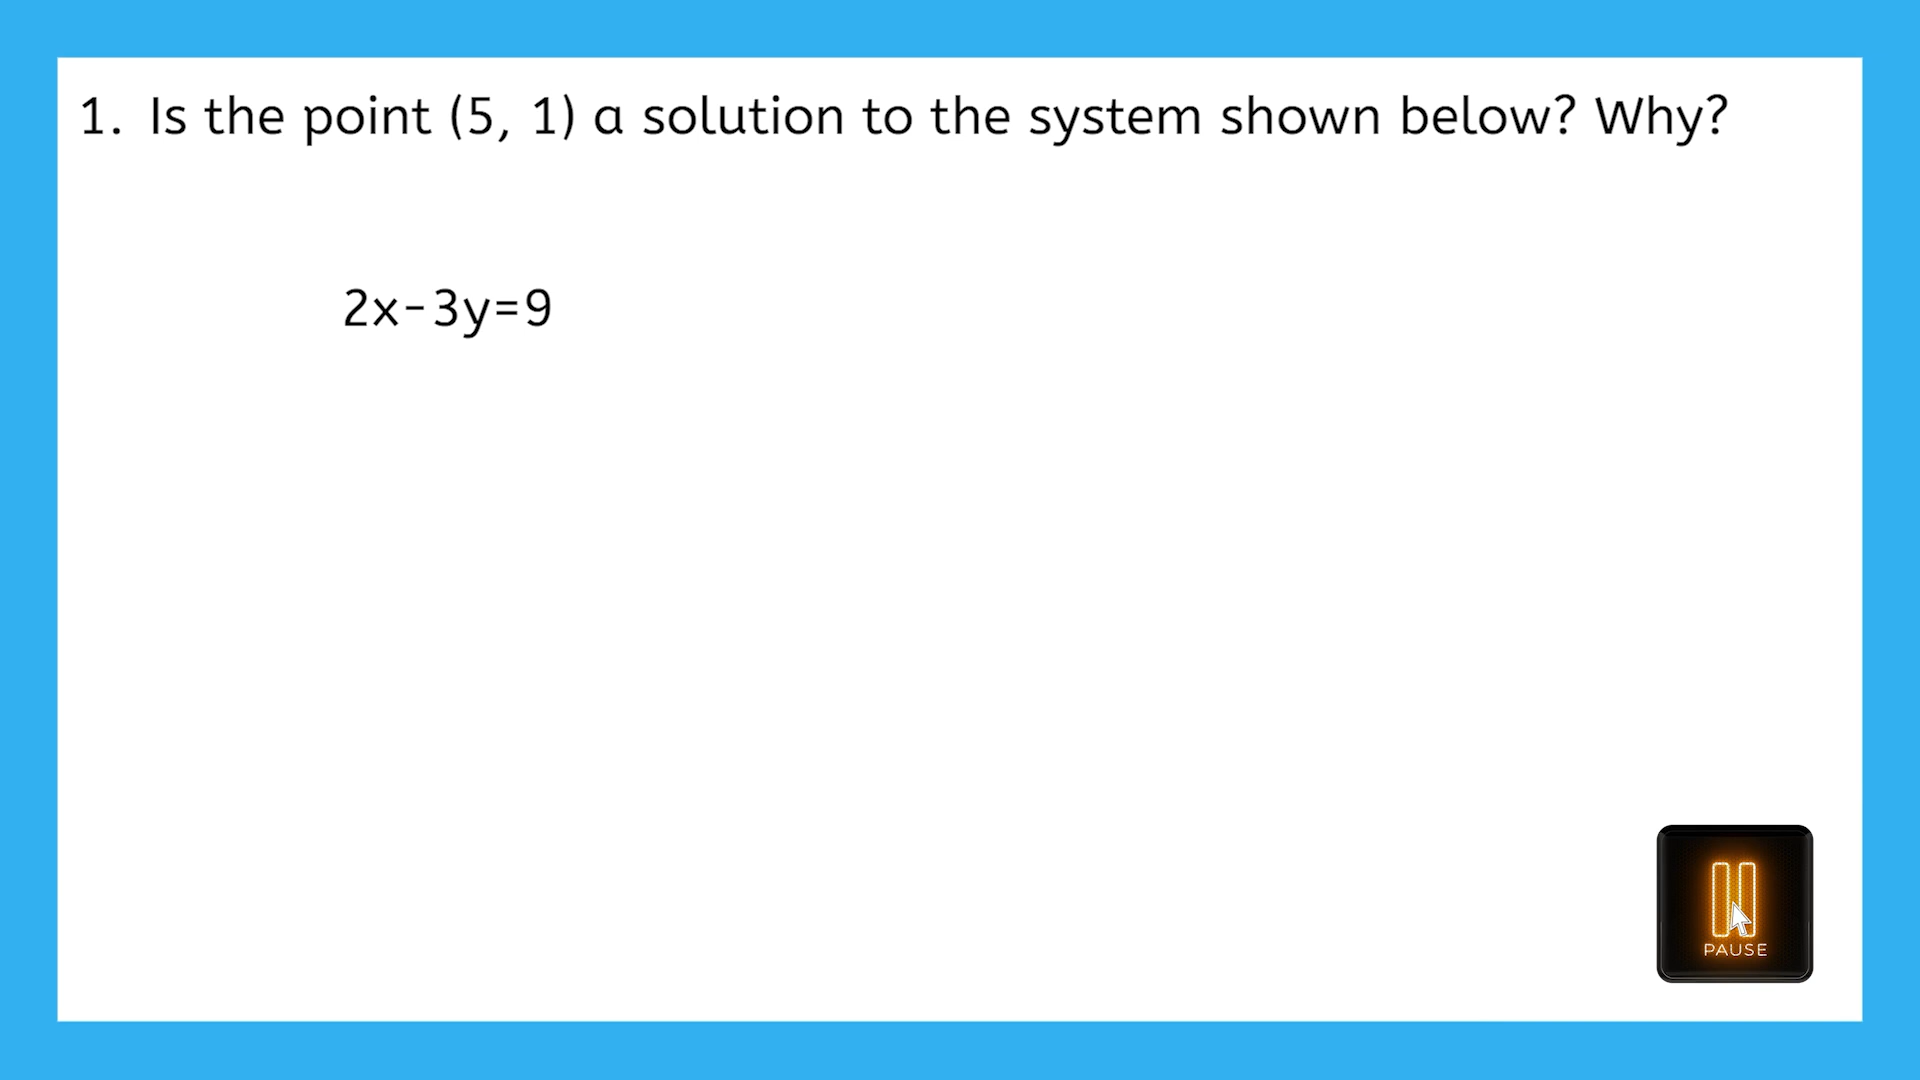 1. Is the point (5, 1) a solution to the system shown below? Why?
2x-3y=9
PAUSE